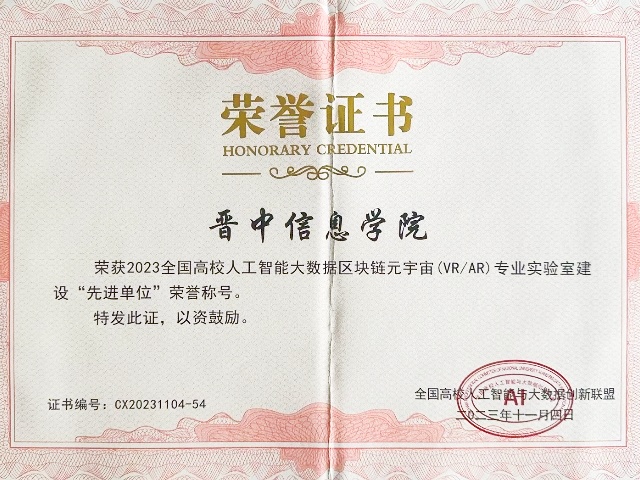 荣誉证书
HONORARY CREDENTIAL
晋中信息学院
荣获2023全国高校人工智能大数据区块链元宇宙(VR/AR)专业实验室建
设“先进单位”荣誉称号。
特发此证，以资鼓励。
证书编号：CX20231104-54
全国高校人工智能与大数据创新联盟
二〇二三年十一月四日
AI